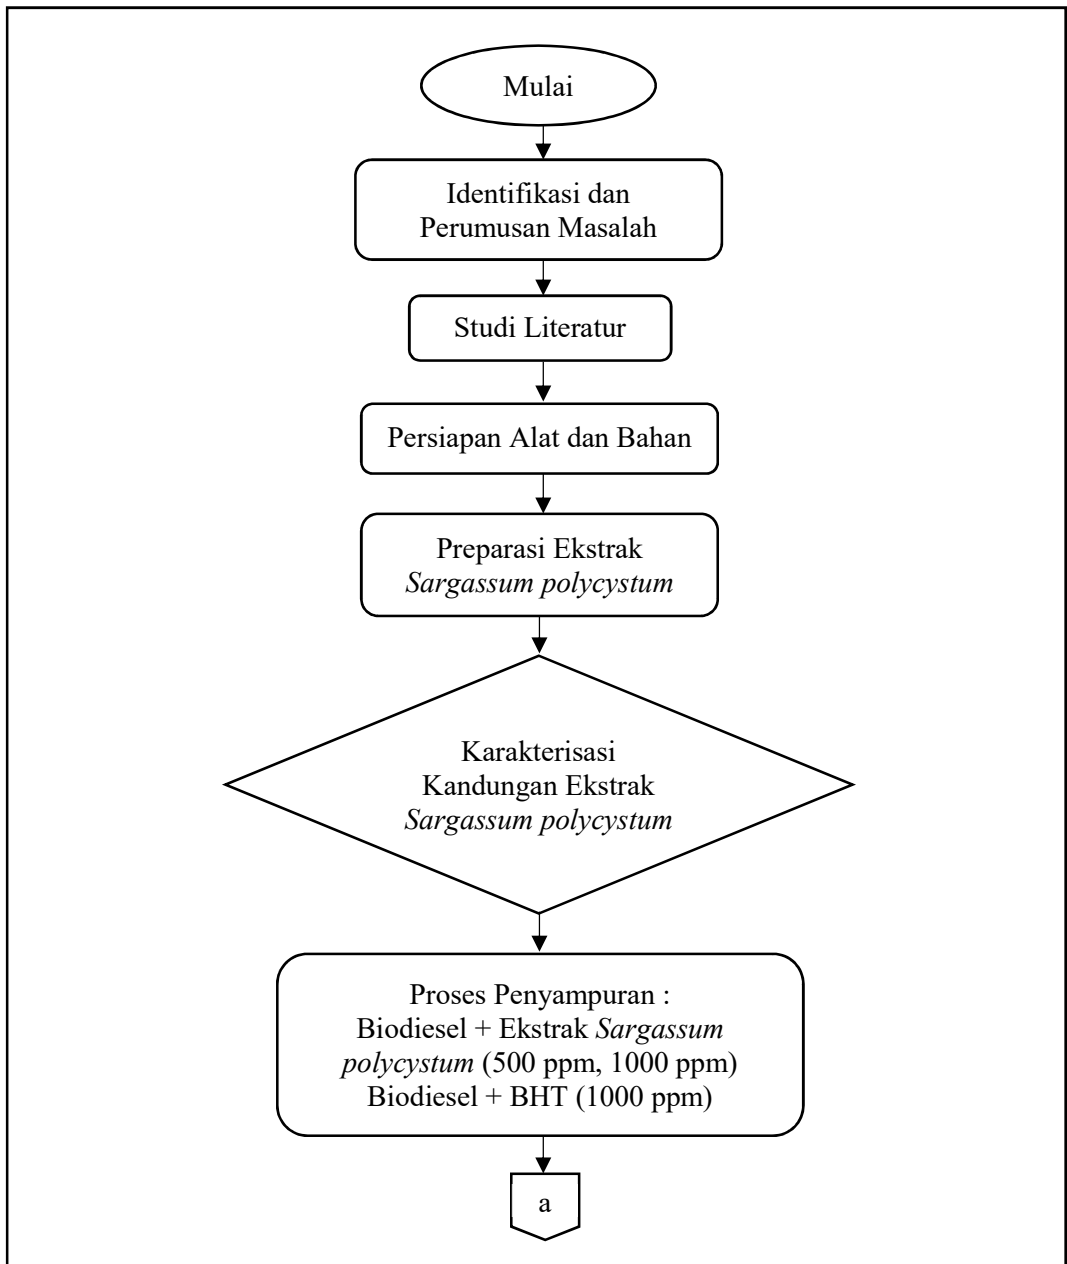 Mulai
Identifikasi dan
Perumusan Masalah
Studi Literatur
Persiapan Alat dan Bahan
Preparasi Ekstrak
Sargassum polycystum
Karakterisasi
Kandungan Ekstrak
Sargassum polycystum
Proses Penyampuran :
Biodiesel + Ekstrak Sargassum
polycystum (500 ppm, 1000 ppm)
Biodiesel + BHT (1000 ppm)
a